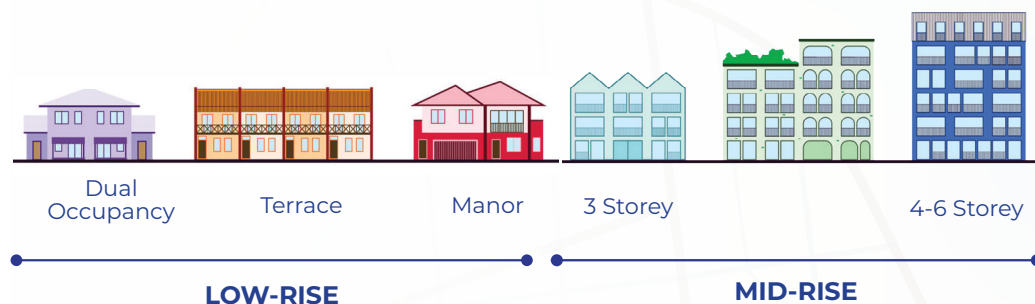 Dual
Occupancy
Terrace
Manor
3 Storey
4-6 Storey
LOW-RISE
MID-RISE